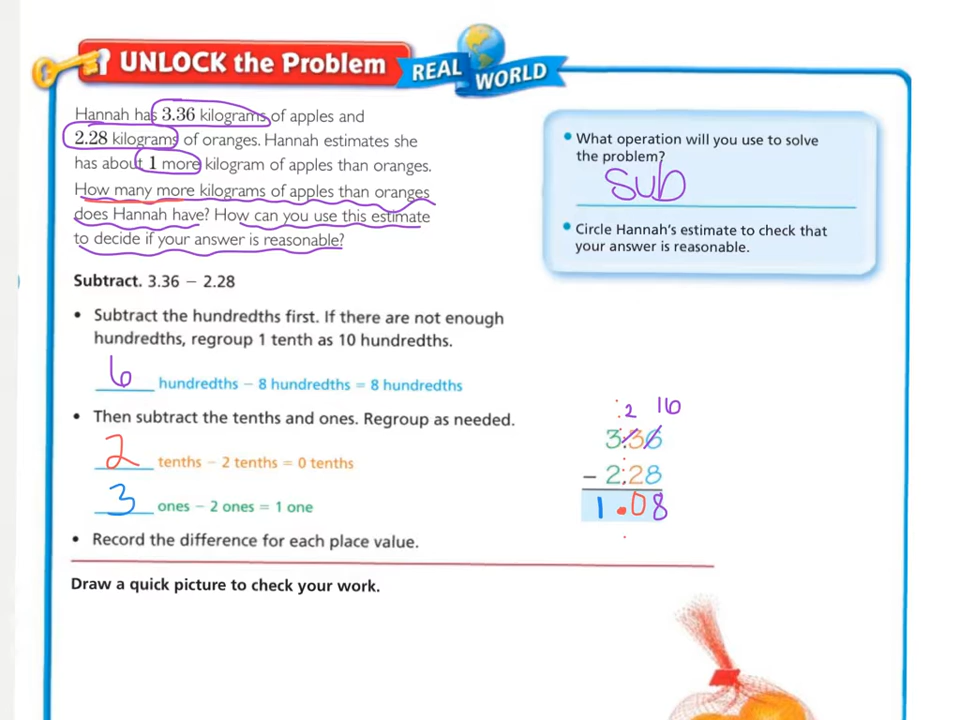 UNLOCK the Problem
REAL WORLD
Hannah has 3.36 kilograms of apples and
2.28 kilograms of oranges. Hannah estimates she
has about 1 more kilogram of apples than oranges.
How many more kilograms of apples than oranges
does Hannah have? How can you use this estimate
to decide if your answer is reasonable?
• What operation will you use to solve
the problem?
sub
• Circle Hannah's estimate to check that
your answer is reasonable.
Subtract. 3.36 − 2.28
• Subtract the hundredths first. If there are not enough
hundredths, regroup 1 tenth as 10 hundredths.
6 hundredths − 8 hundredths = 8 hundredths
• Then subtract the tenths and ones. Regroup as needed.
2 tenths − 2 tenths = 0 tenths
3 ones − 2 ones = 1 one
• Record the difference for each place value.
2 16
3.36
− 2.28
1.08
Draw a quick picture to check your work.